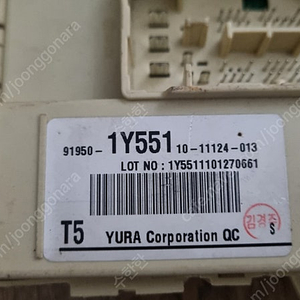 91950-1Y551 10-11124-013
LOT NO : 1Y5511101270661
T5 YURA Corporation QC
김경주
S